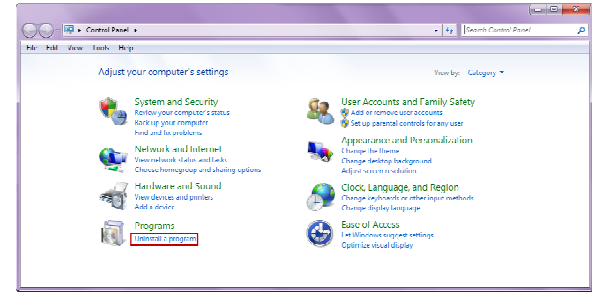 Control Panel
Search Control Panel
File Edit View Tools Help
Adjust your computer's settings
View by: Category
System and Security
Review your computer's status
Back up your computer
Find and fix problems
Network and Internet
View network status and tasks
Choose homegroup and sharing options
Hardware and Sound
View devices and printers
Add a device
Programs
Uninstall a program
User Accounts and Family Safety
Add or remove user accounts
Set up parental controls for any user
Appearance and Personalization
Change the theme
Change desktop background
Adjust screen resolution
Clock, Language, and Region
Change keyboards or other input methods
Change display language
Ease of Access
Let Windows suggest settings
Optimize visual display